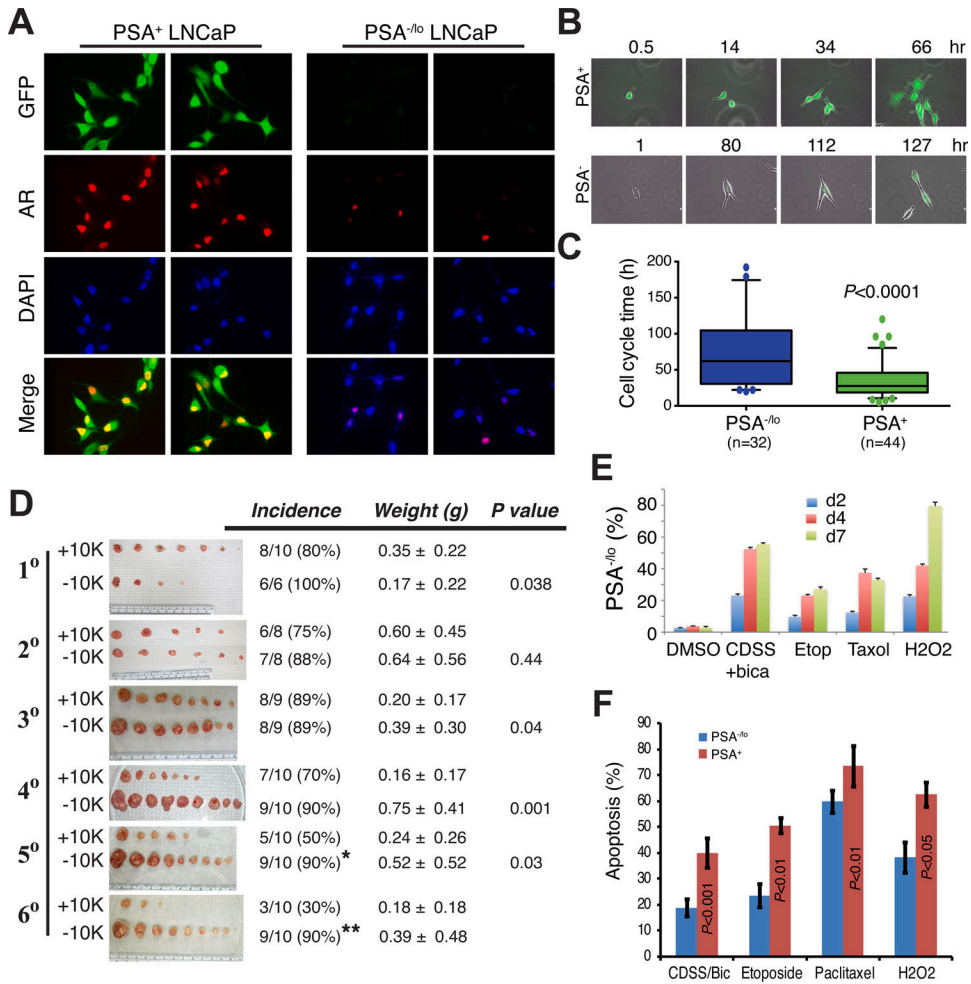 A
PSA⁺ LNCaP
PSA⁻/ˡᵒ LNCaP
GFP
AR
DAPI
Merge
B
0.5 14 34 66 hr
PSA⁺
1 80 112 127 hr
PSA⁻
C
Cell cycle time (h)
200
150
100
50
0
P<0.0001
PSA⁻/ˡᵒ PSA⁺
(n=32) (n=44)
D
Incidence Weight (g) P value
1º
+10K 8/10 (80%) 0.35 ± 0.22
-10K 6/6 (100%) 0.17 ± 0.22 0.038
2º
+10K 6/8 (75%) 0.60 ± 0.45
-10K 7/8 (88%) 0.64 ± 0.56 0.44
3º
+10K 8/9 (89%) 0.20 ± 0.17
-10K 8/9 (89%) 0.39 ± 0.30 0.04
4º
+10K 7/10 (70%) 0.16 ± 0.17
-10K 9/10 (90%) 0.75 ± 0.41 0.001
5º
+10K 5/10 (50%) 0.24 ± 0.26
-10K 9/10 (90%)* 0.52 ± 0.52 0.03
6º
+10K 3/10 (30%) 0.18 ± 0.18
-10K 9/10 (90%)** 0.39 ± 0.48
E
PSA⁻/ˡᵒ (%)
80
60
40
20
0
d2
d4
d7
DMSO CDSS Etop Taxol H2O2
+bica
F
Apoptosis (%)
90
80
70
60
50
40
30
20
10
0
PSA⁻/ˡᵒ
PSA⁺
P<0.001
P<0.01
P<0.01
P<0.05
CDSS/Bic Etoposide Paclitaxel H2O2